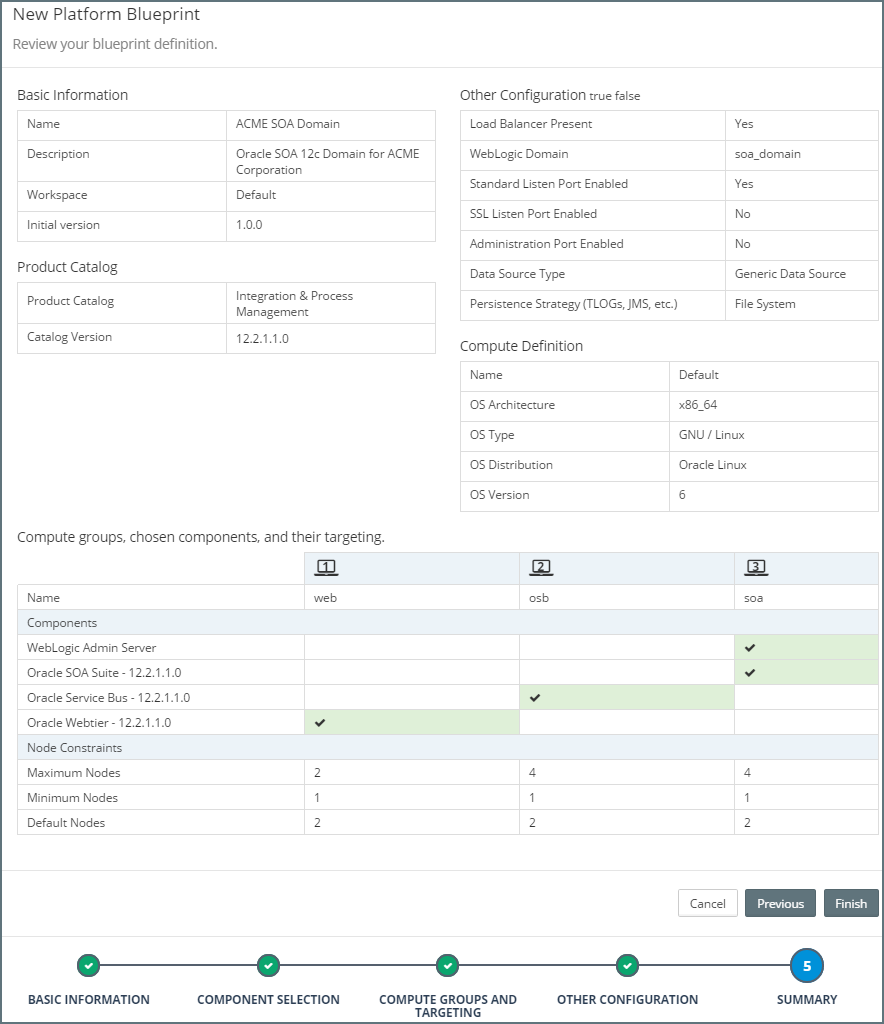 New Platform Blueprint
Review your blueprint definition.
Basic Information
Name ACME SOA Domain
Description Oracle SOA 12c Domain for ACME
Corporation
Workspace Default
Initial version 1.0.0
Product Catalog
Product Catalog Integration & Process
Management
Catalog Version 12.2.1.1.0
Other Configuration true false
Load Balancer Present Yes
WebLogic Domain soa_domain
Standard Listen Port Enabled Yes
SSL Listen Port Enabled No
Administration Port Enabled No
Data Source Type Generic Data Source
Persistence Strategy (TLOGs, JMS, etc.) File System
Compute Definition
Name Default
OS Architecture x86_64
OS Type GNU / Linux
OS Distribution Oracle Linux
OS Version 6
Compute groups, chosen components, and their targeting.
1 2 3
Name web osb soa
Components
WebLogic Admin Server
Oracle SOA Suite - 12.2.1.1.0
Oracle Service Bus - 12.2.1.1.0
Oracle Webtier - 12.2.1.1.0
Node Constraints
Maximum Nodes 2 4 4
Minimum Nodes 1 1 1
Default Nodes 2 2 2
Cancel Previous Finish
5
BASIC INFORMATION COMPONENT SELECTION COMPUTE GROUPS AND OTHER CONFIGURATION SUMMARY
TARGETING